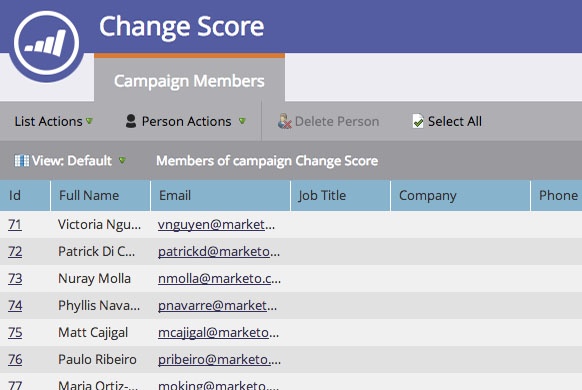 Change Score
Campaign Members
List Actions Person Actions Delete Person Select All
View: Default Members of campaign Change Score
Id Full Name Email Job Title Company Phone
71 Victoria Ngu... vnguyen@market...
72 Patrick Di C... patrickd@marketo...
73 Nuray Molla nmolla@marketo.c...
74 Phyllis Nava... pnavarre@market...
75 Matt Cajigal mcajigal@marketo...
76 Paulo Ribeiro pribeiro@marketo....
77 Maria Ortiz-... moking@marketo....